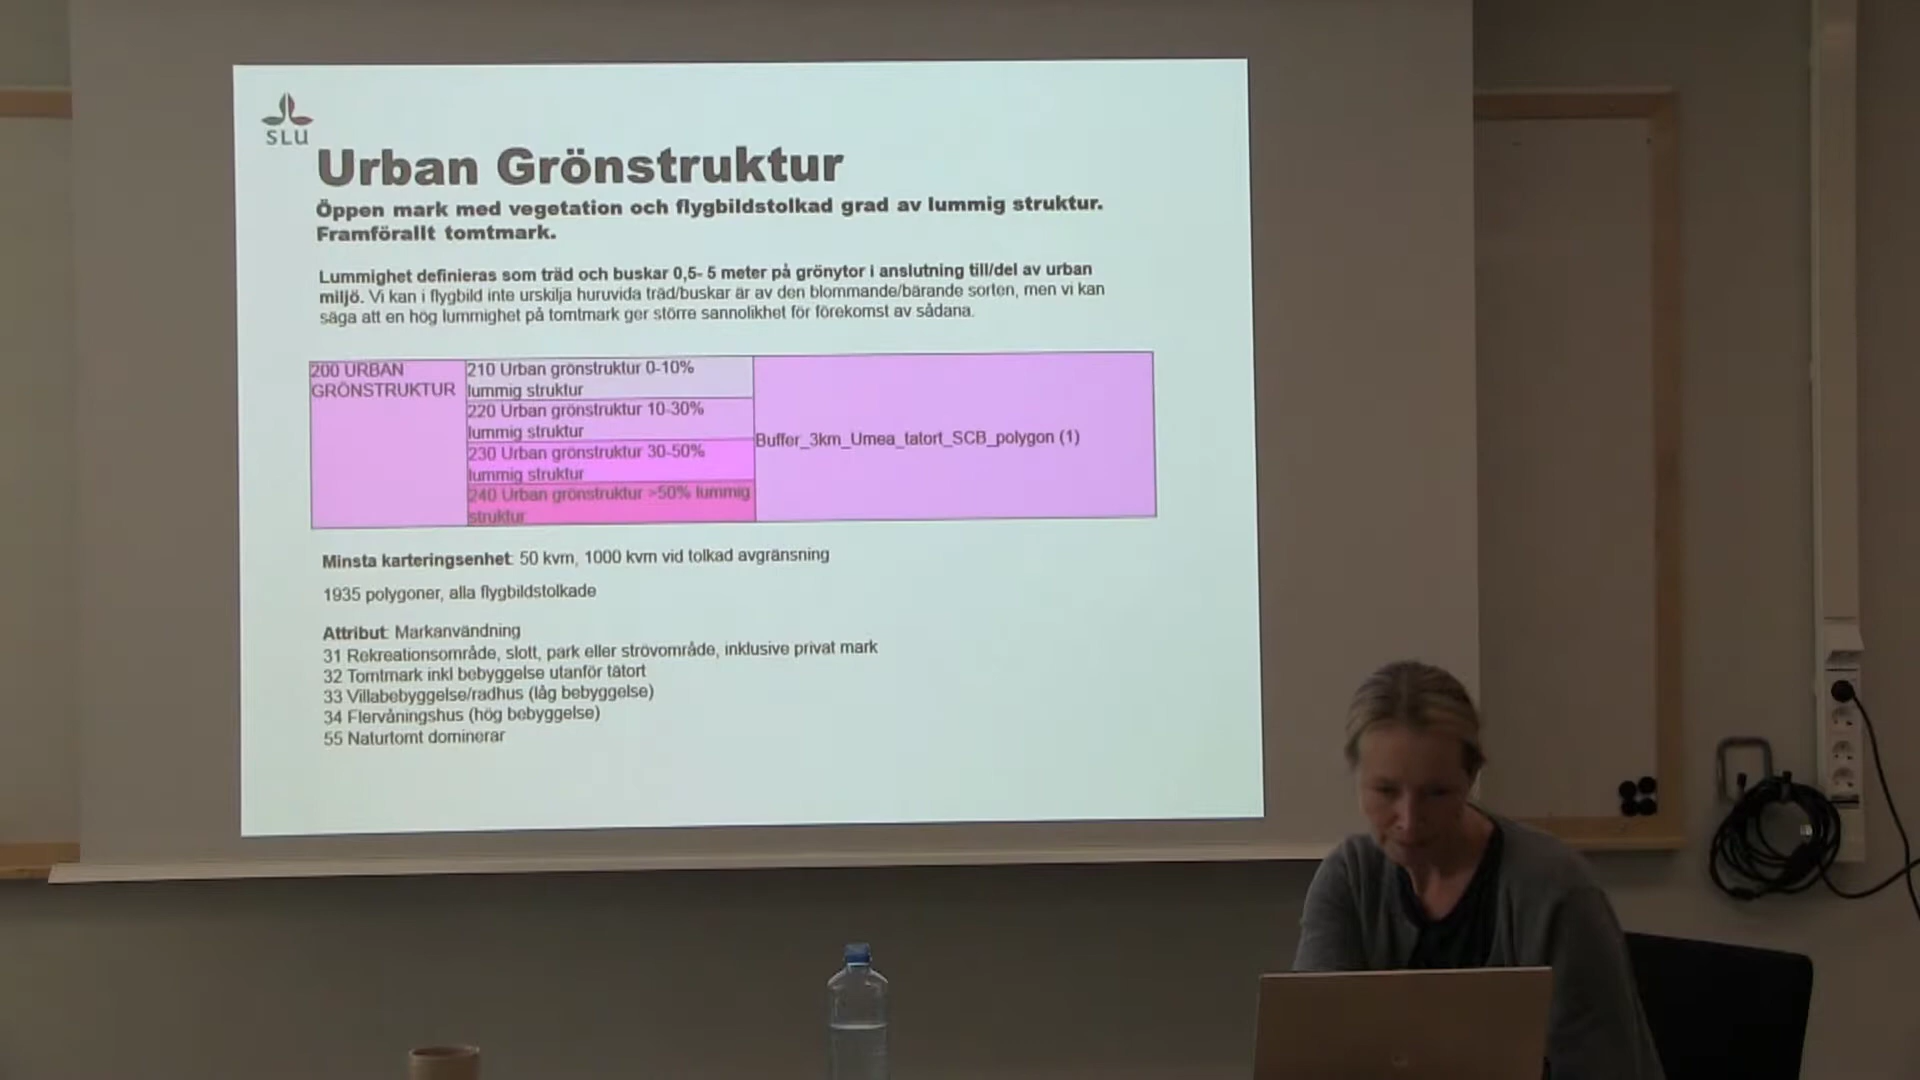 SLU
Urban Grönstruktur
Öppen mark med vegetation och flygbildstolkad grad av lummig struktur.
Framförallt tomtmark.
Lummighet definieras som träd och buskar 0,5- 5 meter på grönytor i anslutning till/del av urban
miljö. Vi kan i flygbild inte urskilja huruvida träd/buskar är av den blommande/bärande sorten, men vi kan
säga att en hög lummighet på tomtmark ger större sannolikhet för förekomst av sådana.
200 URBAN
GRÖNSTRUKTUR
210 Urban grönstruktur 0-10%
lummig struktur
220 Urban grönstruktur 10-30%
lummig struktur
230 Urban grönstruktur 30-50%
lummig struktur
240 Urban grönstruktur >50% lummig
struktur
Buffer_3km_Umea_tatort_SCB_polygon (1)
Minsta karteringsenhet: 50 kvm, 1000 kvm vid tolkad avgränsning
1935 polygoner, alla flygbildstolkade
Attribut: Markanvändning
31 Rekreationsområde, slott, park eller strövområde, inklusive privat mark
32 Tomtmark inkl bebyggelse utanför tätort
33 Villabebyggelse/radhus (låg bebyggelse)
34 Flervåningshus (hög bebyggelse)
55 Naturtomt dominerar